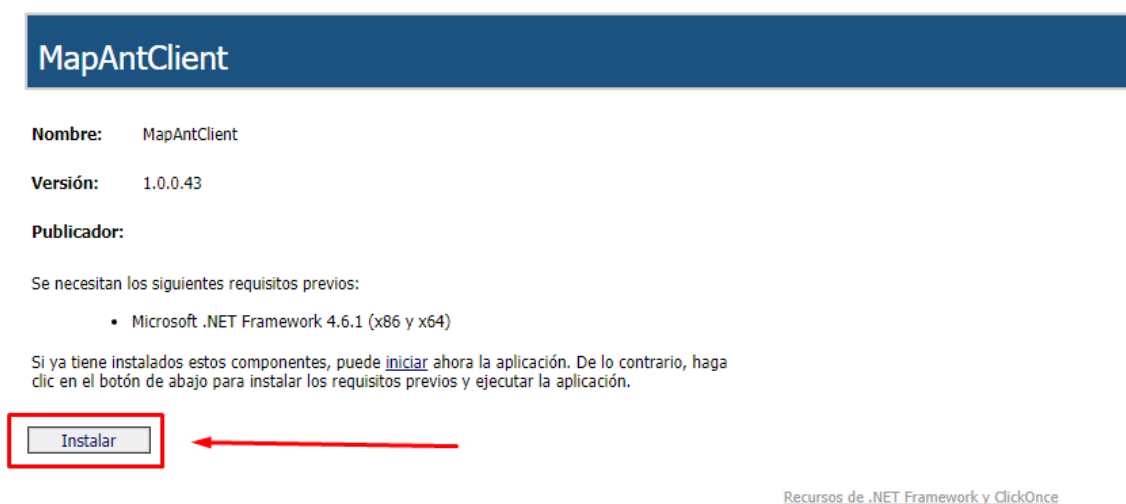 MapAntClient
Nombre: MapAntClient
Versión: 1.0.0.43
Publicador:
Se necesitan los siguientes requisitos previos:
• Microsoft .NET Framework 4.6.1 (x86 y x64)
Si ya tiene instalados estos componentes, puede iniciar ahora la aplicación. De lo contrario, haga
clic en el botón de abajo para instalar los requisitos previos y ejecutar la aplicación.
Instalar
Recursos de .NET Framework y ClickOnce